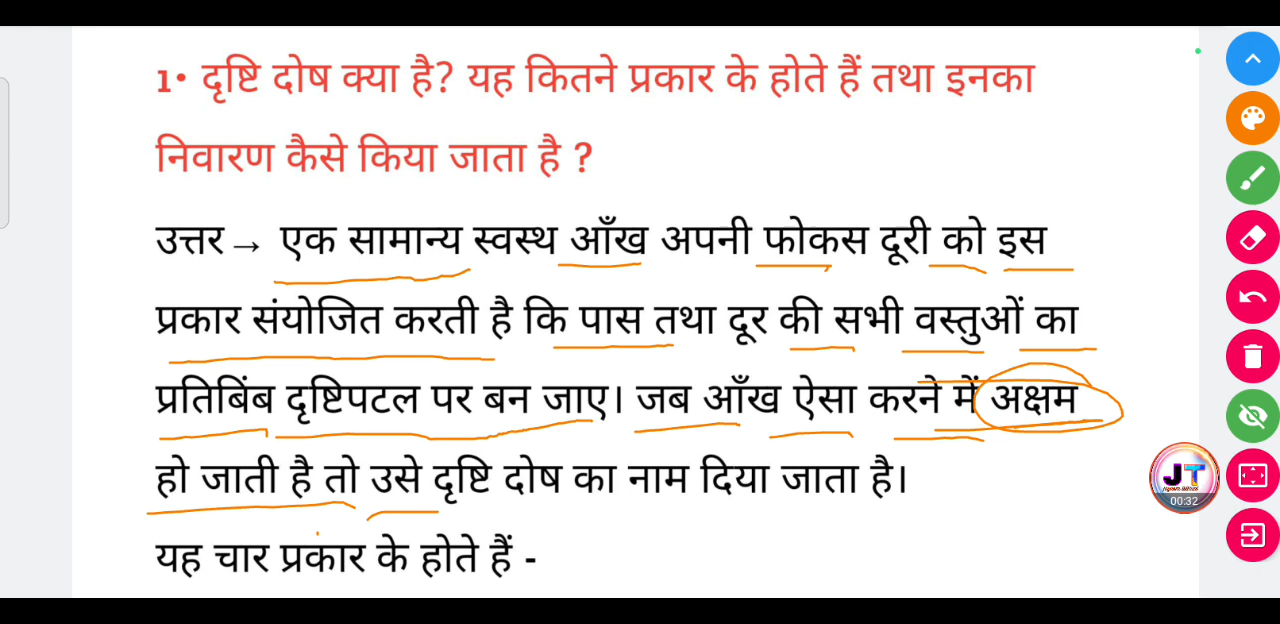 1• दृष्टि दोष क्या है? यह कितने प्रकार के होते हैं तथा इनका
निवारण कैसे किया जाता है ?
उत्तर→ एक सामान्य स्वस्थ आँख अपनी फोकस दूरी को इस
प्रकार संयोजित करती है कि पास तथा दूर की सभी वस्तुओं का
प्रतिबिंब दृष्टिपटल पर बन जाए। जब आँख ऐसा करने में अक्षम
हो जाती है तो उसे दृष्टि दोष का नाम दिया जाता है।
JT
00:32
यह चार प्रकार के होते हैं -